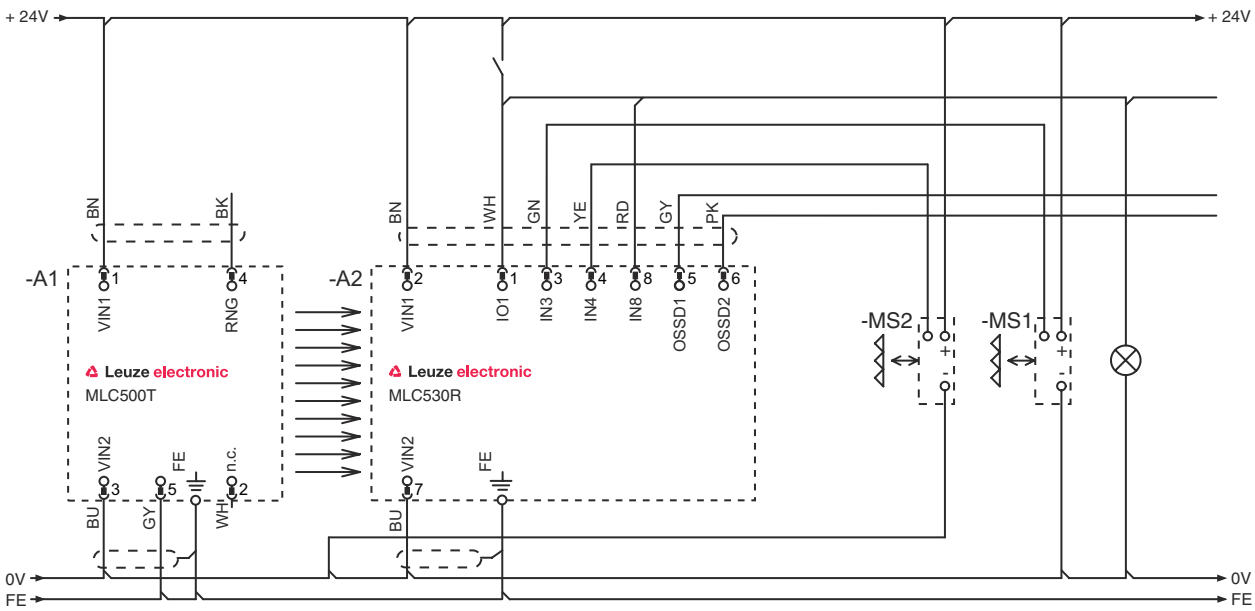 + 24V
+ 24V
BN
BK
BN
WH
GN
YE
RD
GY
PK
-A1
1
4
-A2
2
1
3
4
8
5
6
VIN1
RNG
VIN1
IO1
IN3
IN4
IN8
OSSD1
OSSD2
-MS2
-MS1
+
-
+
-
Leuze electronic
MLC500T
Leuze electronic
MLC530R
VIN2
FE
n.c.
VIN2
FE
3
5
2
7
BU
GY
WH
BU
0V
0V
FE
FE